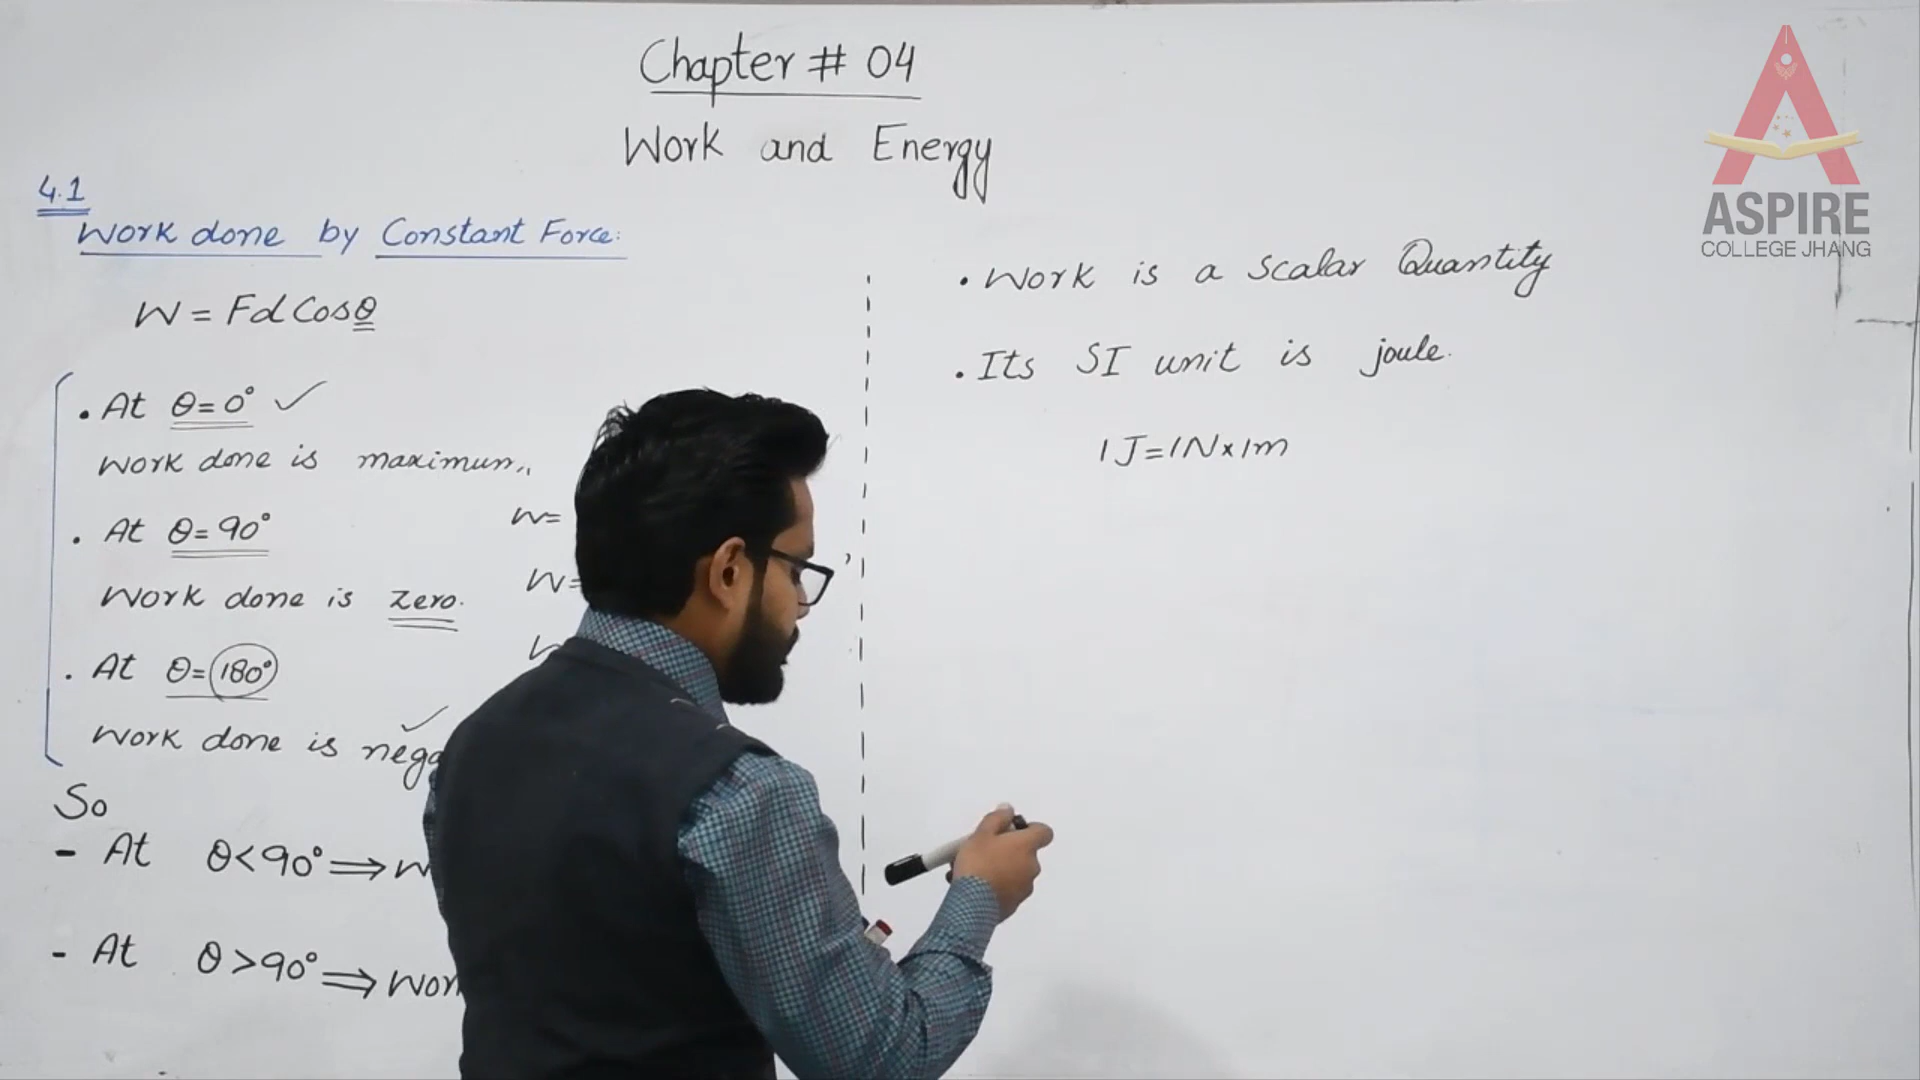 Chapter # 04
Work and Energy
4.1
Work done by Constant Force:
W = Fd Cosθ
. At θ = 0° ✓
Work done is maximum,,
. At θ = 90°
W =
Work done is zero.
W =
. At θ = 180°
Work done is
So
- At θ < 90° ⇒ W
- At θ > 90° ⇒
. Work is a scalar Quantity
. Its SI unit is joule.
1 J = 1N × 1m
ASPIRE
COLLEGE JHANG